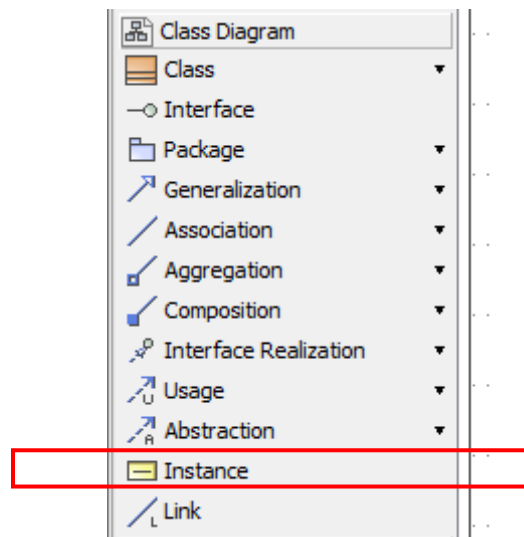 Class Diagram
Class
Interface
Package
Generalization
Association
Aggregation
Composition
Interface Realization
Usage
Abstraction
Instance
Link